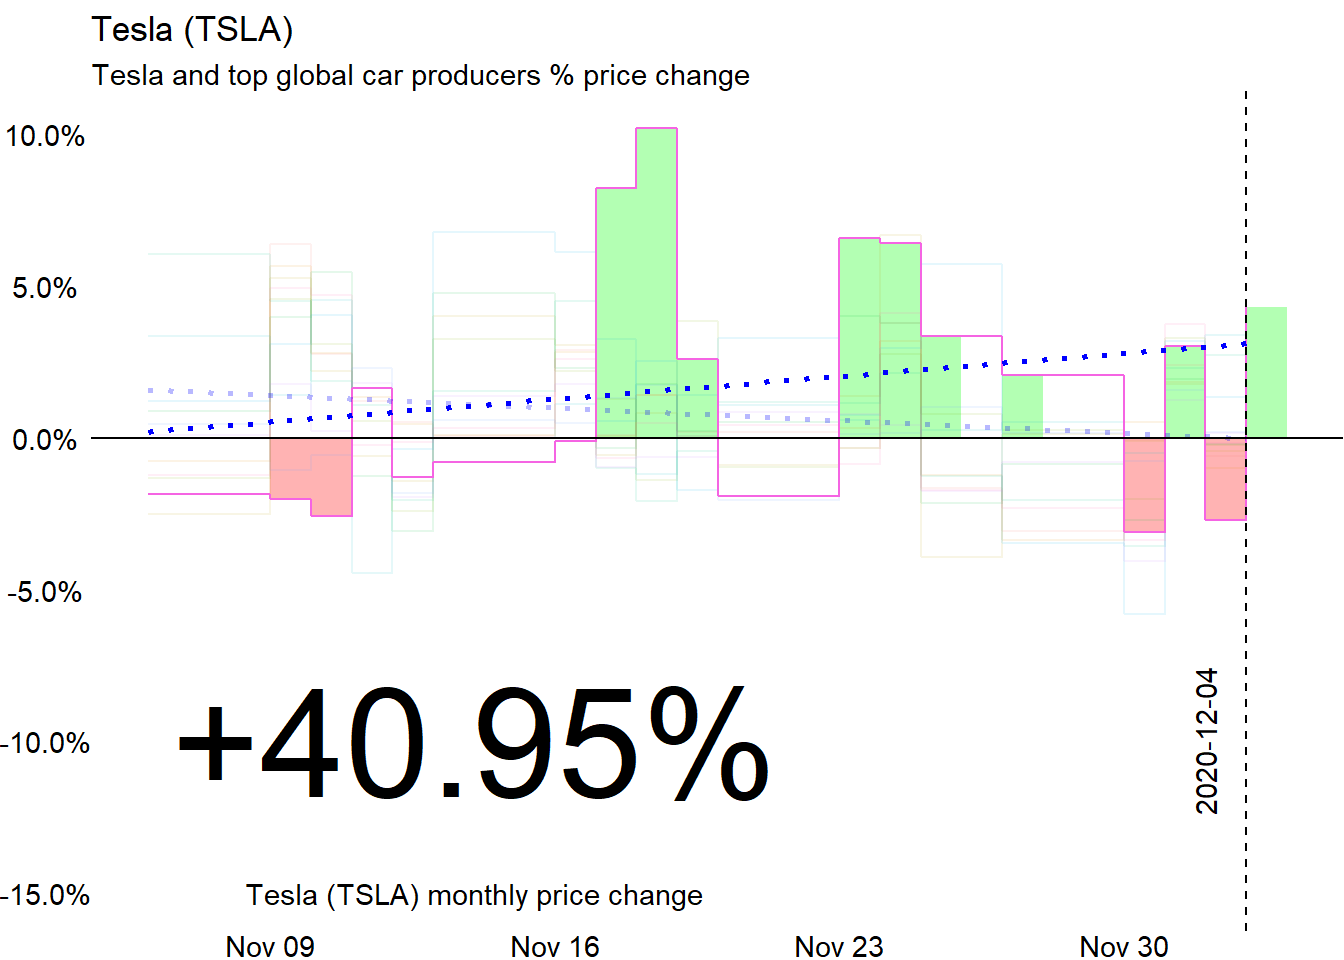 Tesla (TSLA)
Tesla and top global car producers % price change
10.0%
5.0%
0.0%
-5.0%
-10.0%
-15.0%
+40.95%
Tesla (TSLA) monthly price change
2020-12-04
Nov 09 Nov 16 Nov 23 Nov 30